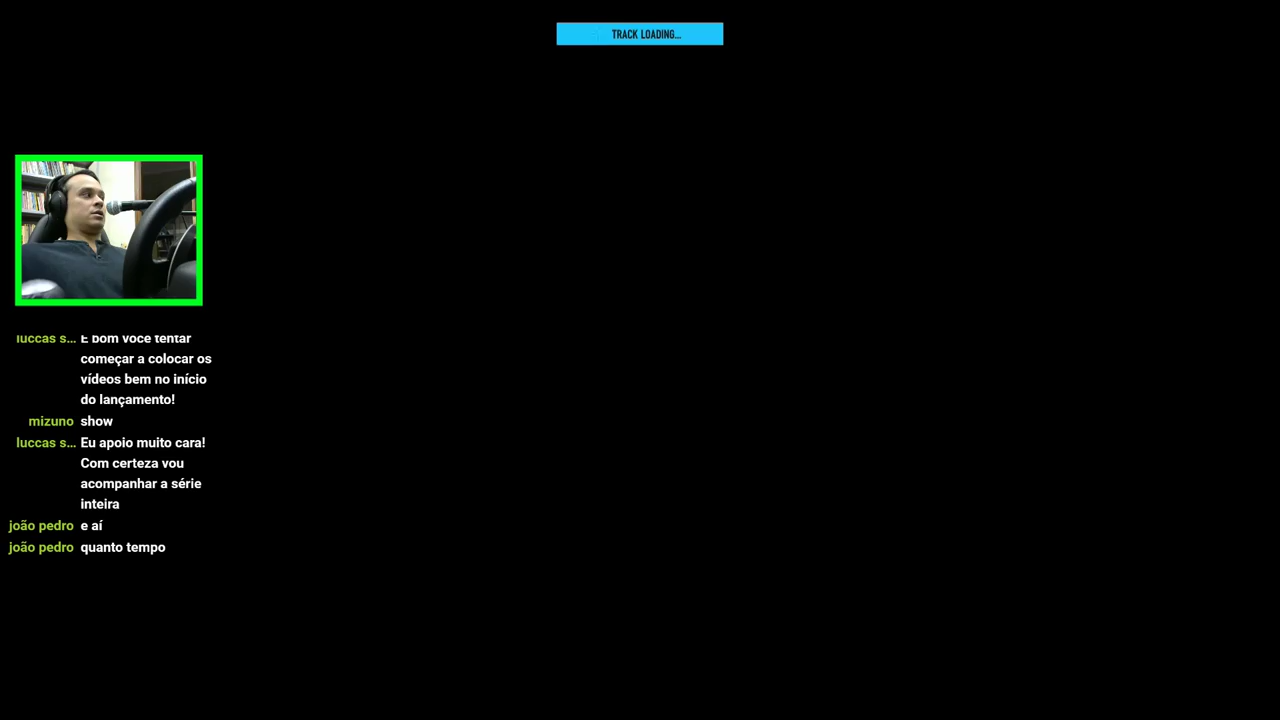 TRACK LOADING...
luccas s... E bom voce tentar
começar a colocar os
vídeos bem no início
do lançamento!
mizuno show
luccas s... Eu apoio muito cara!
Com certeza vou
acompanhar a série
inteira
joão pedro e aí
joão pedro quanto tempo